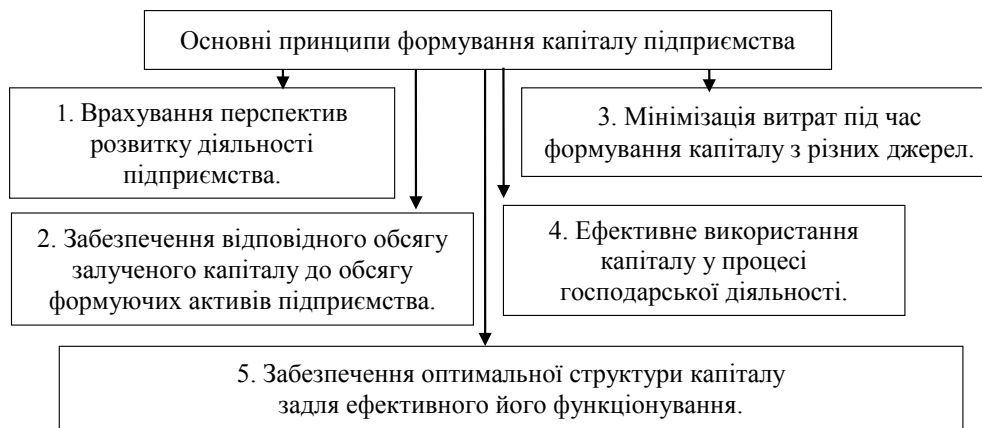 Основні принципи формування капіталу підприємства
1. Врахування перспектив
розвитку діяльності
підприємства.
2. Забезпечення відповідного обсягу
залученого капіталу до обсягу
формуючих активів підприємства.
3. Мінімізація витрат під час
формування капіталу з різних джерел.
4. Ефективне використання
капіталу у процесі
господарської діяльності.
5. Забезпечення оптимальної структури капіталу
задля ефективного його функціонування.